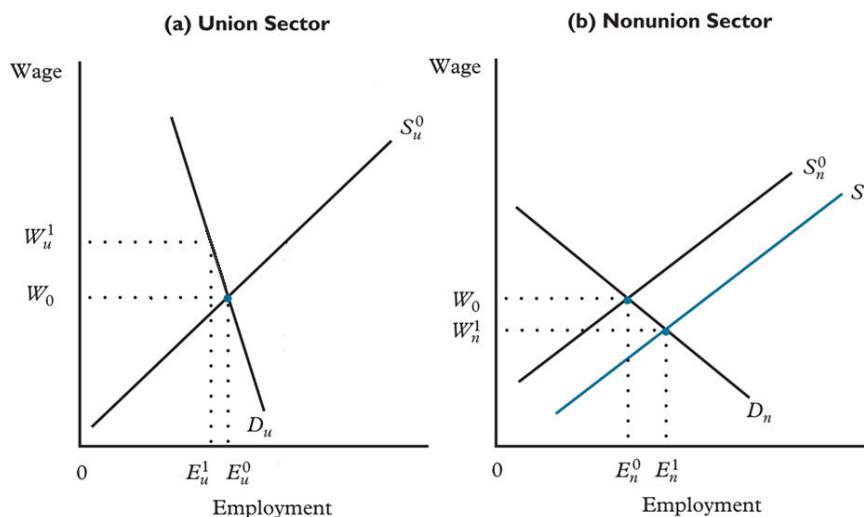 (a) Union Sector
Wage
S_u^0
W_u^1
W_0
D_u
0
E_u^1
E_u^0
Employment
(b) Nonunion Sector
Wage
S_n^0
S
W_0
W_n^1
D_n
0
E_n^0
E_n^1
Employment